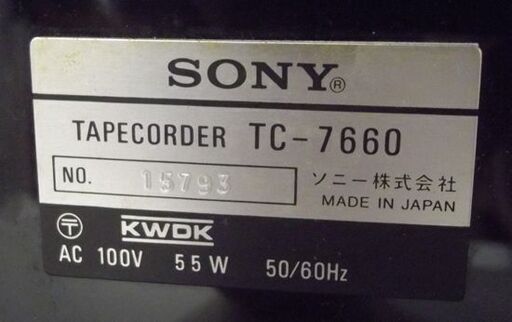 SONY®
TAPECORDER TC-7660
NO. 15793
ソニー株式会社
MADE IN JAPAN
〒 KWDK
AC 100V 55W 50/60Hz